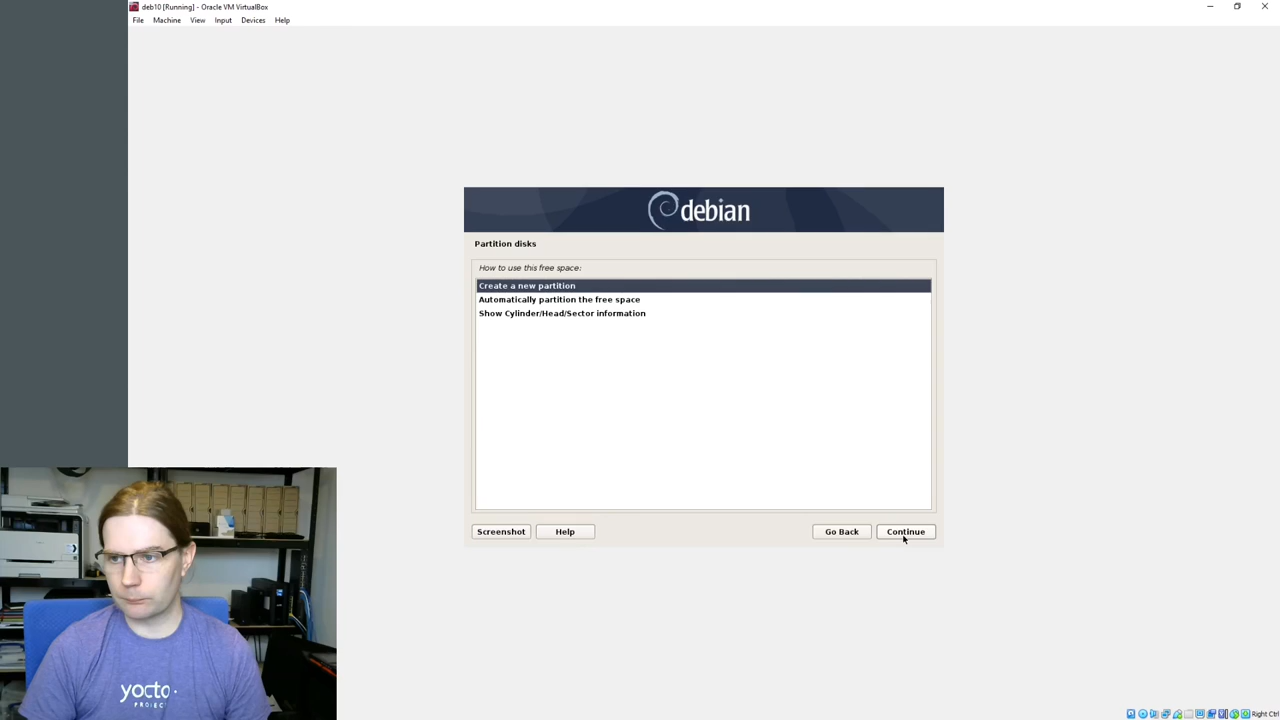 deb10 [Running] - Oracle VM VirtualBox
File Machine View Input Devices Help
debian
Partition disks
How to use this free space:
Create a new partition
Automatically partition the free space
Show Cylinder/Head/Sector information
Screenshot Help Go Back Continue
yocto
PROJEC
Right Ctrl